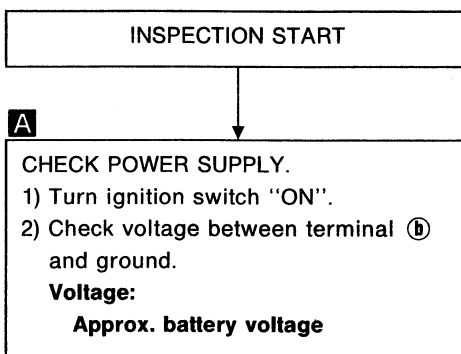 INSPECTION START
A
CHECK POWER SUPPLY.
1) Turn ignition switch “ON”.
2) Check voltage between terminal ⓑ
and ground.
Voltage:
Approx. battery voltage